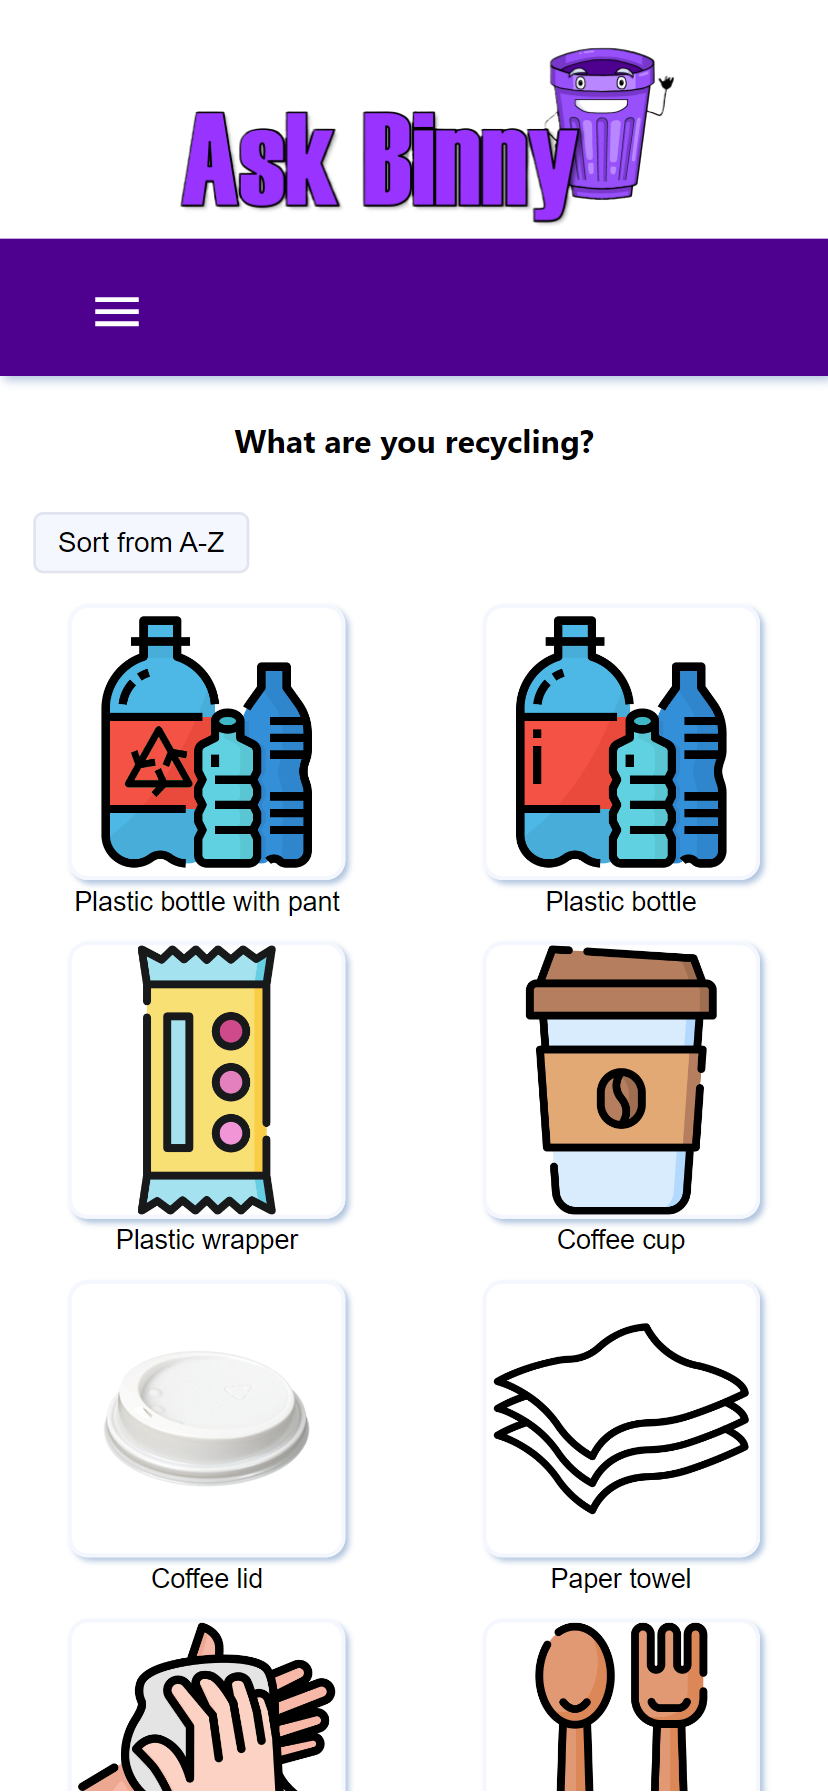 Ask Binny
What are you recycling?
Sort from A-Z
i
Plastic bottle with pant
Plastic bottle
Plastic wrapper
Coffee cup
Coffee lid
Paper towel